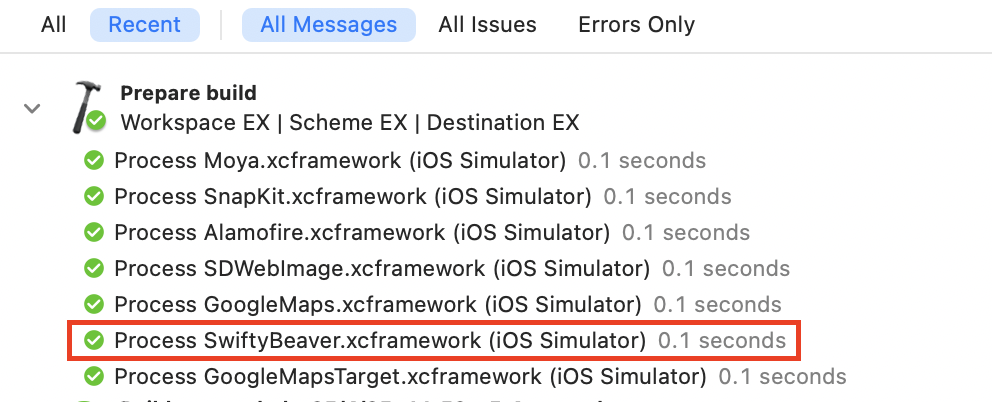 All Recent All Messages All Issues Errors Only
Prepare build
Workspace EX | Scheme EX | Destination EX
Process Moya.xcframework (iOS Simulator) 0.1 seconds
Process SnapKit.xcframework (iOS Simulator) 0.1 seconds
Process Alamofire.xcframework (iOS Simulator) 0.1 seconds
Process SDWebImage.xcframework (iOS Simulator) 0.1 seconds
Process GoogleMaps.xcframework (iOS Simulator) 0.1 seconds
Process SwiftyBeaver.xcframework (iOS Simulator) 0.1 seconds
Process GoogleMapsTarget.xcframework (iOS Simulator) 0.1 seconds